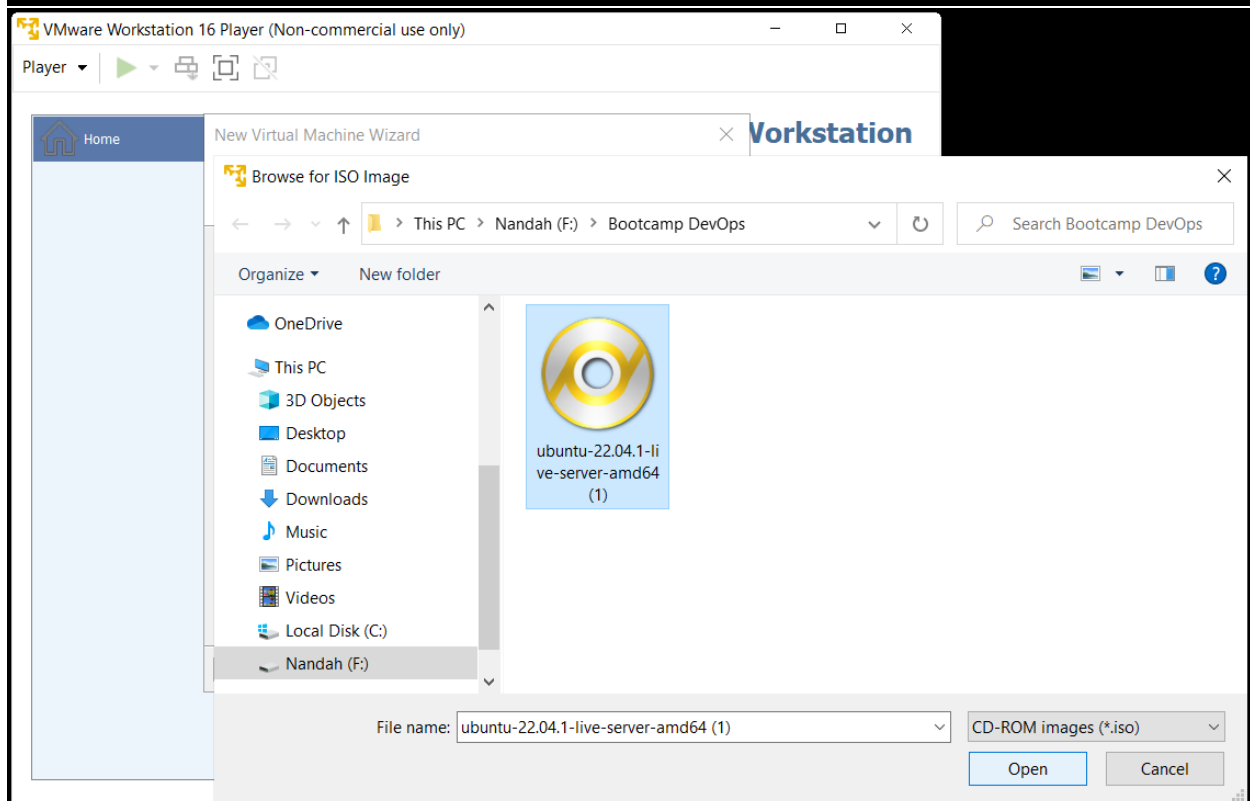 VMware Workstation 16 Player (Non-commercial use only)
Player
Home
New Virtual Machine Wizard
Workstation
Browse for ISO Image
This PC > Nandah (F:) > Bootcamp DevOps
Search Bootcamp DevOps
Organize
New folder
?
OneDrive
This PC
3D Objects
Desktop
Documents
Downloads
Music
Pictures
Videos
Local Disk (C:)
Nandah (F:)
ubuntu-22.04.1-li
ve-server-amd64
(1)
File name: ubuntu-22.04.1-live-server-amd64 (1)
CD-ROM images (*.iso)
Open
Cancel